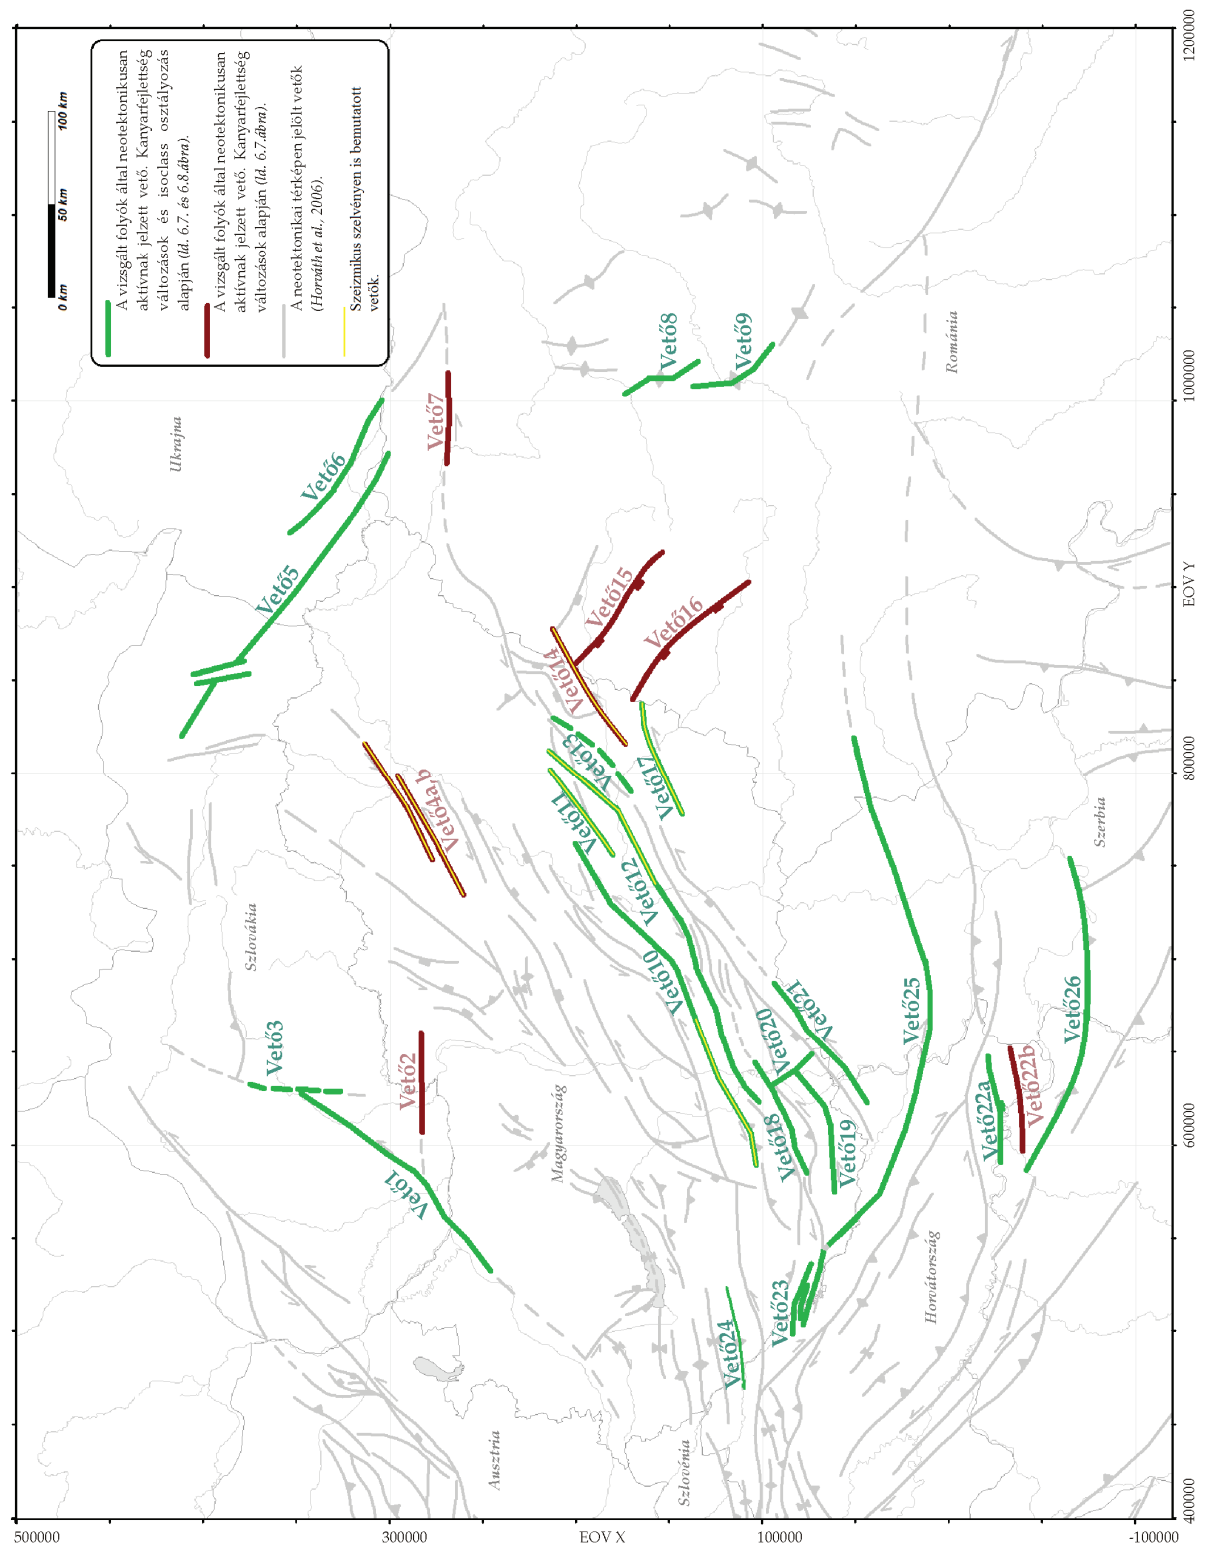 0 km 50 km 100 km
A vizsgált folyók által neotektonikusan
aktívnak jelzett vető. Kanyarfejlettség
változások és isoclass osztályozás
alapján (ld. 6.7. és 6.8.ábra).
A vizsgált folyók által neotektonikusan
aktívnak jelzett vető. Kanyarfejlettség
változások alapján (ld. 6.7.ábra).
A neotektonikai térképen jelölt vetők
(Horváth et al., 2006).
Szeizmikus szelvényen is bemutatott
vetők.
Ukrajna
Szlovákia
Magyarország
Ausztria
Szlovénia
Horvátország
Szerbia
Románia
Vető1
Vető2
Vető3
Vető4a,b
Vető5
Vető6
Vető7
Vető8
Vető9
Vető10
Vető11
Vető12
Vető13
Vető14
Vető15
Vető16
Vető17
Vető18
Vető19
Vető20
Vető21
Vető22a
Vető22b
Vető23
Vető24
Vető25
Vető26
500000
300000
EOV X
100000
-100000
400000
600000
800000
EOV Y
1000000
1200000